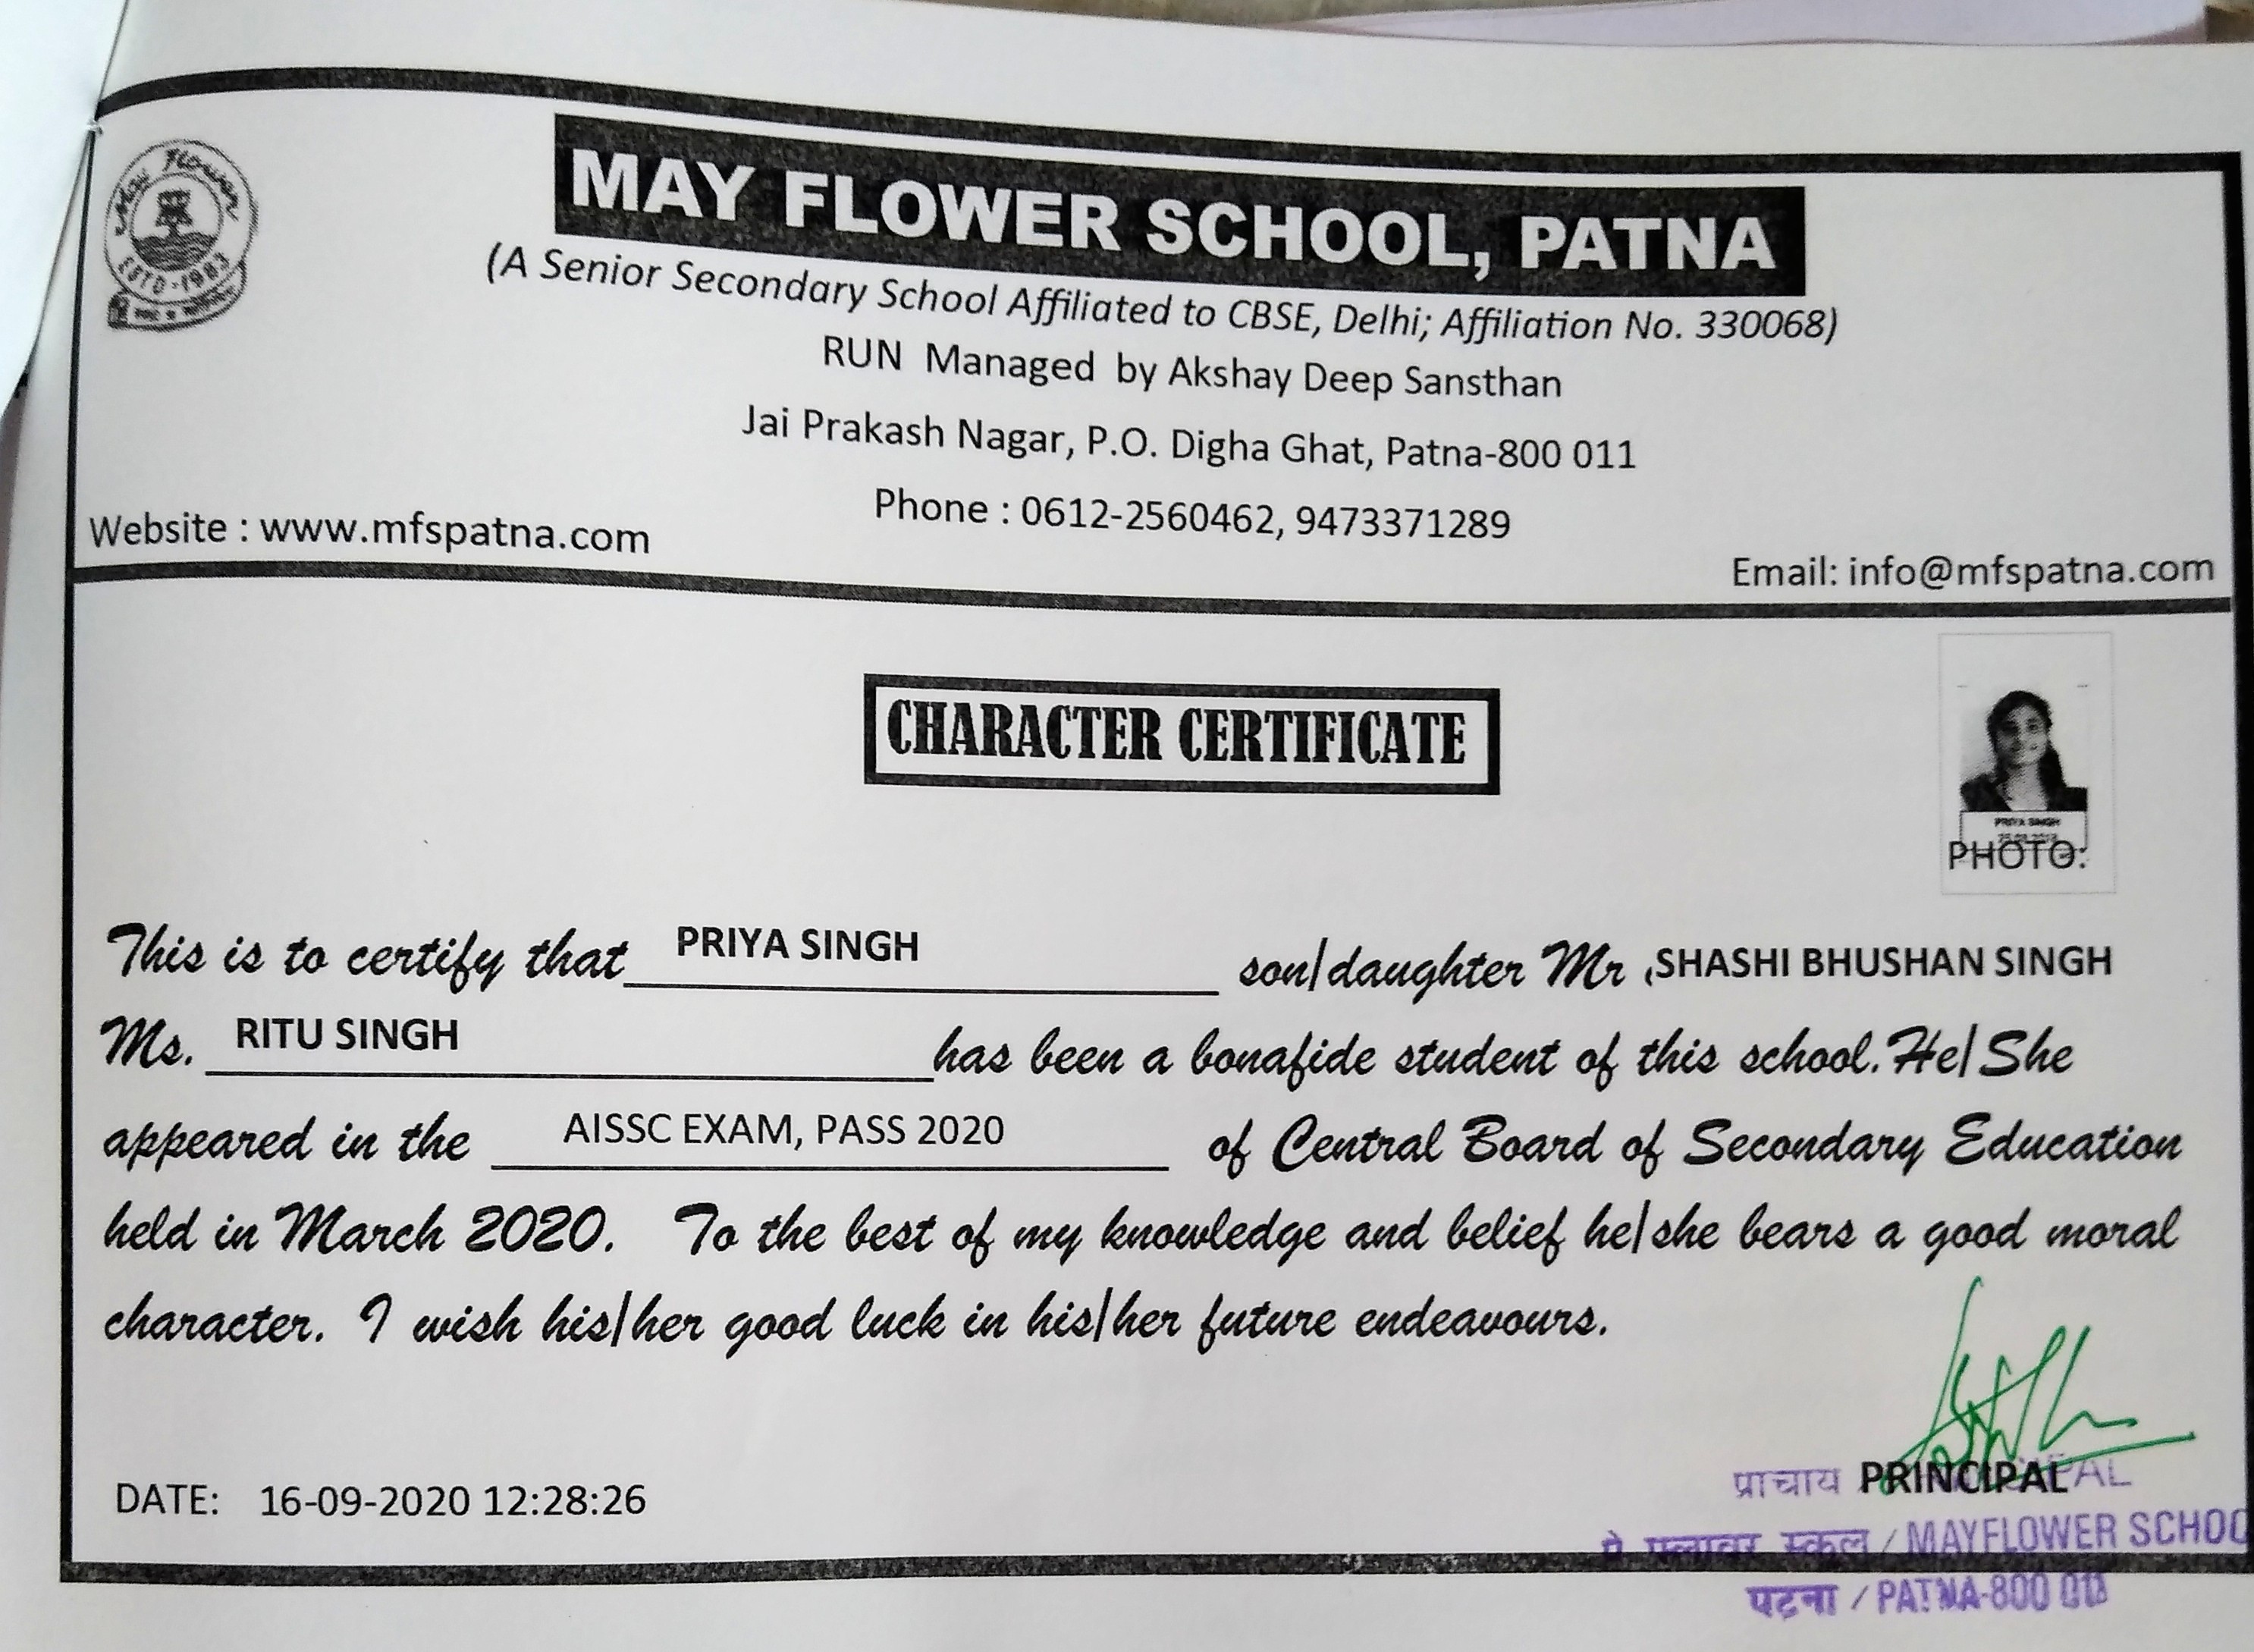 May Flower
ESTD-1983
MAY FLOWER SCHOOL, PATNA
(A Senior Secondary School Affiliated to CBSE, Delhi; Affiliation No. 330068)
RUN Managed by Akshay Deep Sansthan
Jai Prakash Nagar, P.O. Digha Ghat, Patna-800 011
Phone : 0612-2560462, 9473371289
Website : www.mfspatna.com
Email: info@mfspatna.com
CHARACTER CERTIFICATE
PRIYA SINGH
PHOTO:
This is to certify that PRIYA SINGH son/daughter Mr SHASHI BHUSHAN SINGH
Ms. RITU SINGH has been a bonafide student of this school. He/She
appeared in the AISSC EXAM, PASS 2020 of Central Board of Secondary Education
held in March 2020. To the best of my knowledge and belief he/she bears a good moral
character. I wish his/her good luck in his/her future endeavours.
DATE: 16-09-2020 12:28:26
प्राचाय PRINCIPAL
मे फ्लावर स्कूल / MAYFLOWER SCHOO
पटना / PATNA-800